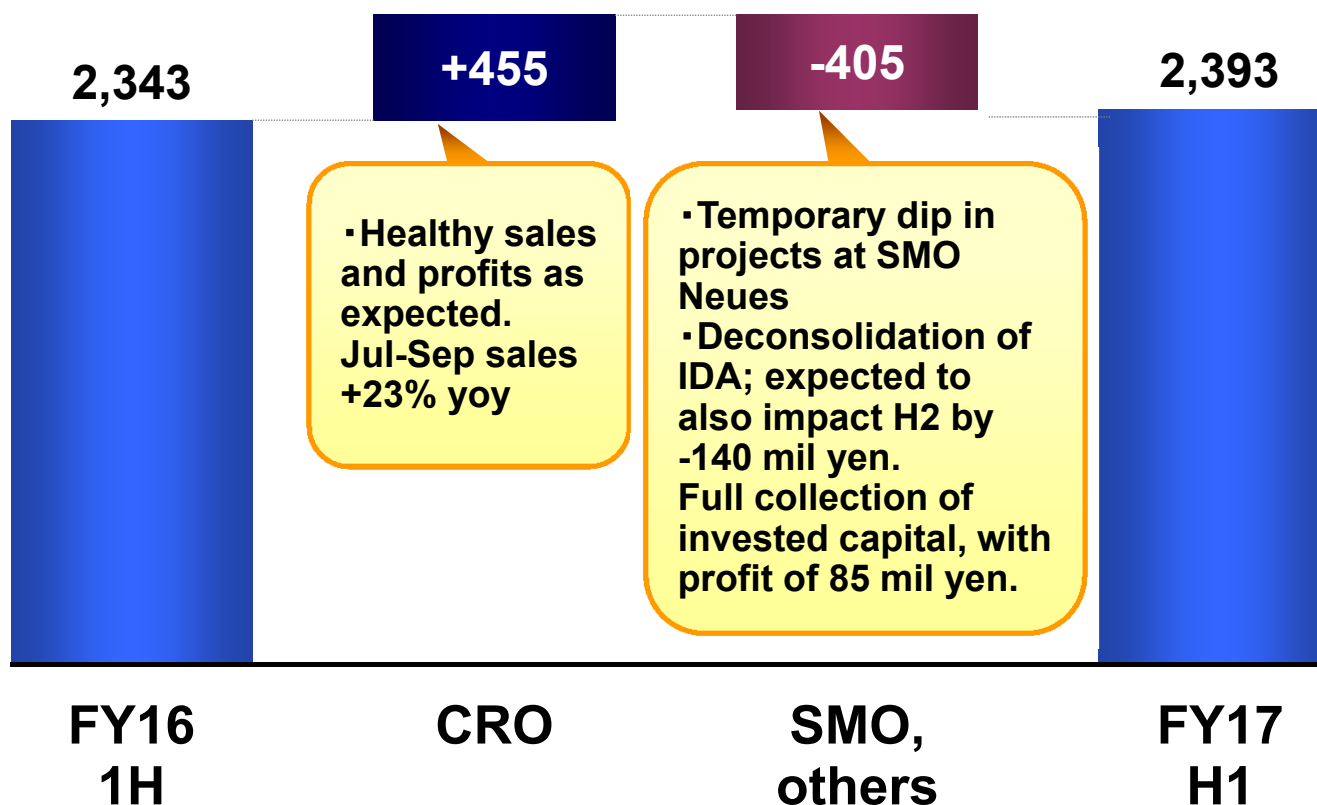 2,343
+455
-405
2,393
・Healthy sales
and profits as
expected.
Jul-Sep sales
+23% yoy
・Temporary dip in
projects at SMO
Neues
・Deconsolidation of
IDA; expected to
also impact H2 by
-140 mil yen.
Full collection of
invested capital, with
profit of 85 mil yen.
FY16
1H
CRO
SMO,
others
FY17
H1